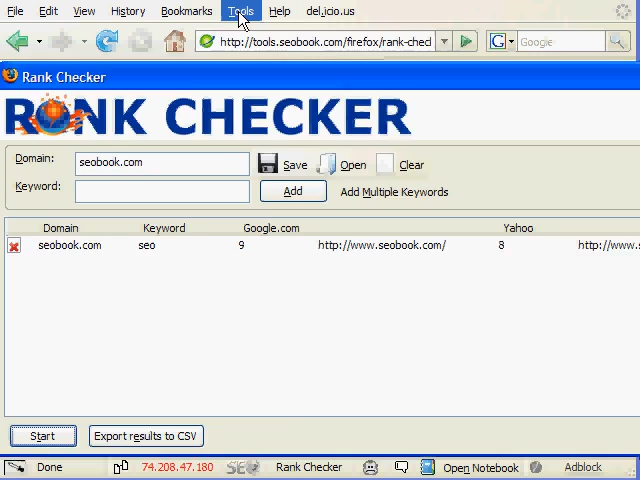 File Edit View History Bookmarks Tools Help del.icio.us
http://tools.seobook.com/firefox/rank-checl G Google
Rank Checker
RANK CHECKER
Domain: seobook.com Save Open Clear
Keyword: Add Add Multiple Keywords
Domain Keyword Google.com Yahoo
seobook.com seo 9 http://www.seobook.com/ 8 http://www.s
Start Export results to CSV
Done 74.208.47.180 SEO Rank Checker Open Notebook Adblock